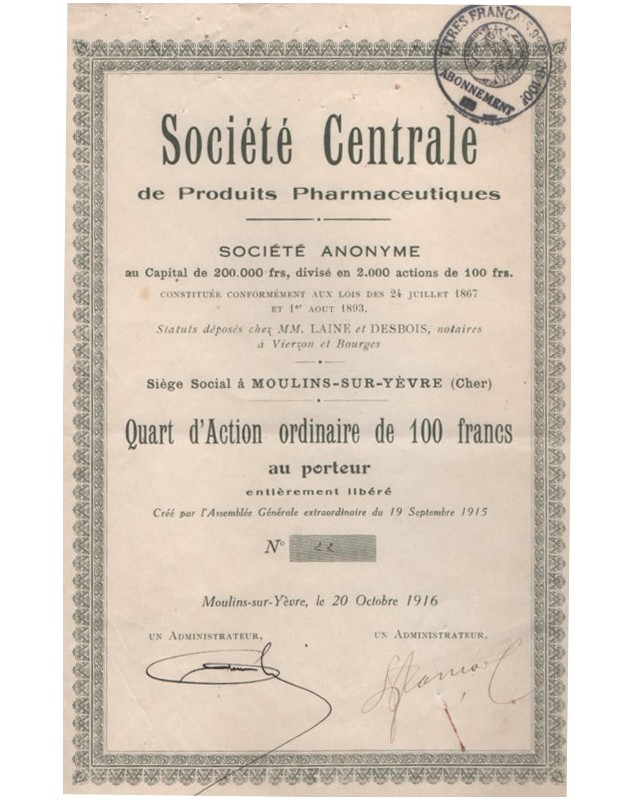 TITRES FRANÇAIS
ABONNEMENT
Société Centrale
de Produits Pharmaceutiques
SOCIÉTÉ ANONYME
au Capital de 200.000 frs, divisé en 2.000 actions de 100 frs.
CONSTITUÉE CONFORMÉMENT AUX LOIS DES 24 JUILLET 1867
ET 1er AOUT 1893.
Statuts déposés chez MM. LAINE et DESBOIS, notaires
à Vierzon et Bourges
Siège Social à MOULINS-SUR-YÈVRE (Cher)
Quart d'Action ordinaire de 100 francs
au porteur
entièrement libéré
Créé par l'Assemblée Générale extraordinaire du 19 Septembre 1915
N° 22
Moulins-sur-Yèvre, le 20 Octobre 1916
UN ADMINISTRATEUR, UN ADMINISTRATEUR,